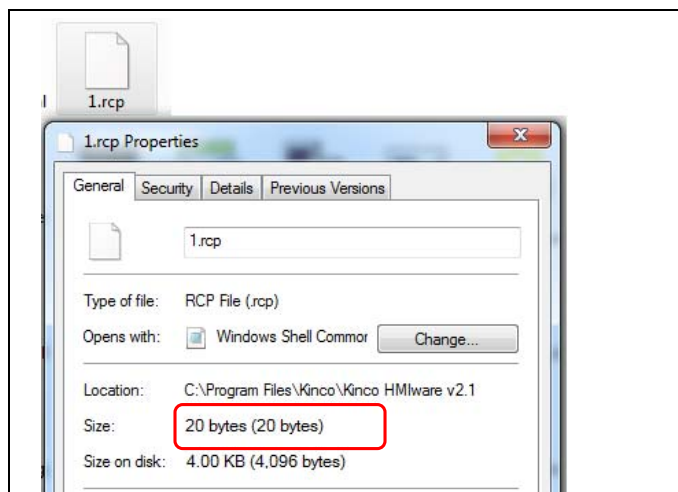 1.rcp
1.rcp Properties
General Security Details Previous Versions
1.rcp
Type of file: RCP File (.rcp)
Opens with: Windows Shell Commor Change...
Location: C:\Program Files\Kinco\Kinco HMIware v2.1
Size: 20 bytes (20 bytes)
Size on disk: 4.00 KB (4,096 bytes)